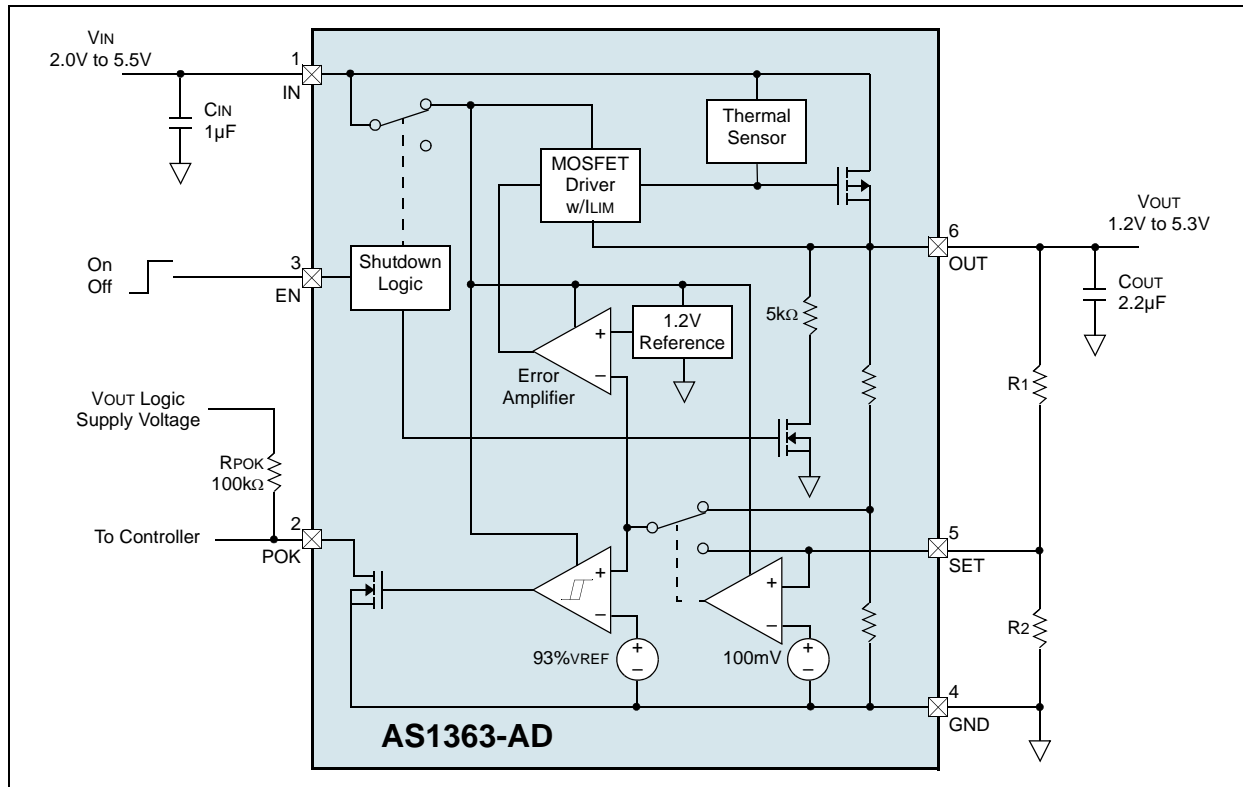 VIN
2.0V to 5.5V
1
IN
CIN
1µF
Thermal
Sensor
MOSFET
Driver
w/ILIM
VOUT
1.2V to 5.3V
6
OUT
On
Off
3
EN
Shutdown
Logic
COUT
2.2µF
5kΩ
+
−
1.2V
Reference
Error
Amplifier
R1
VOUT Logic
Supply Voltage
RPOK
100kΩ
To Controller
2
POK
5
SET
+
−
+
−
R2
93%VREF
+
−
100mV
+
−
4
GND
AS1363-AD